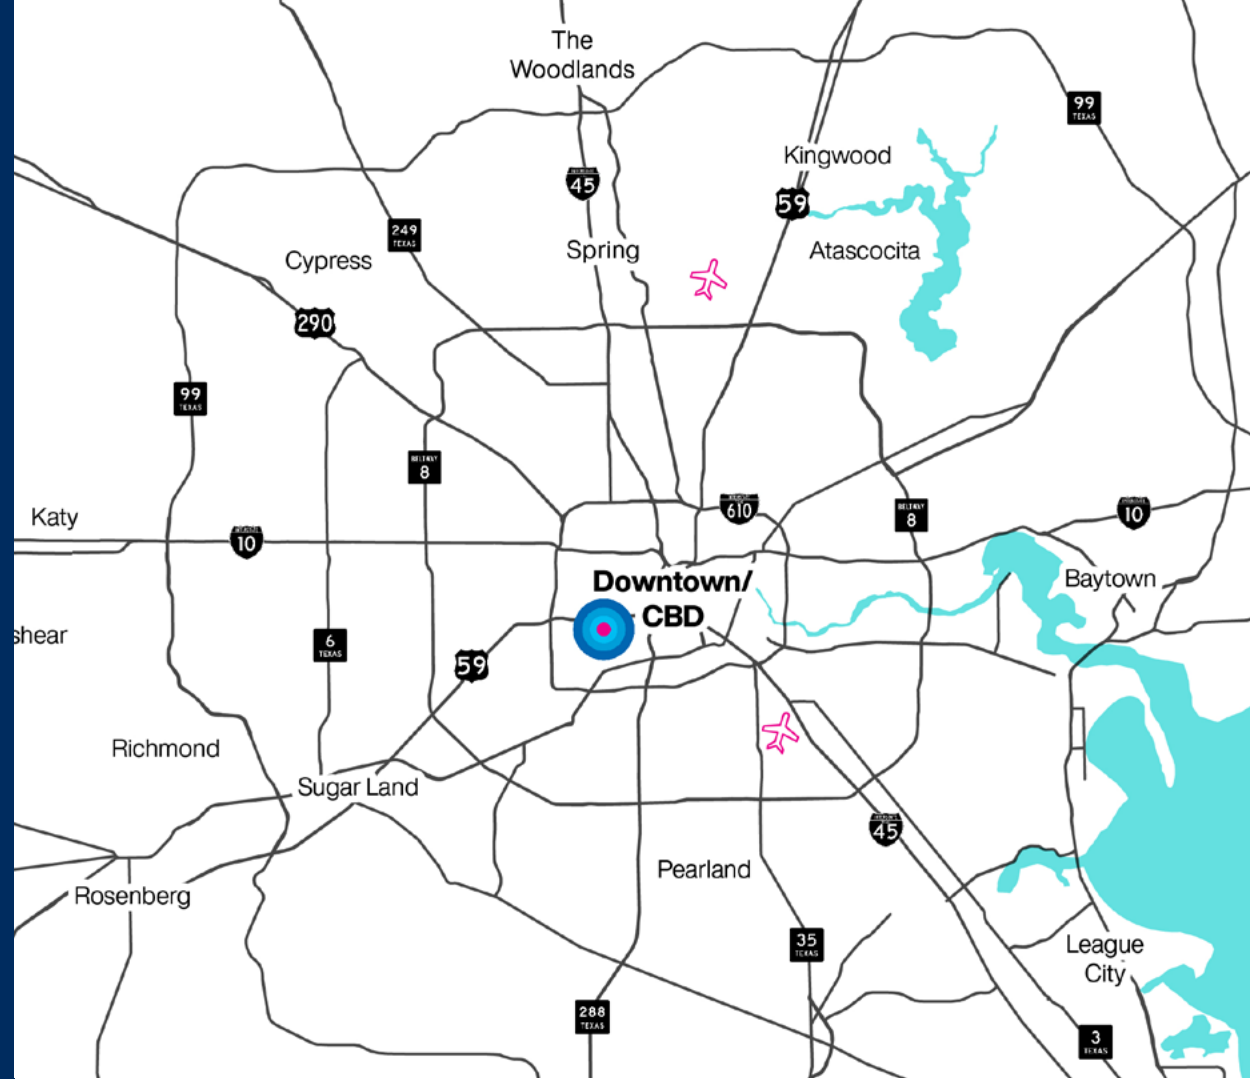 The
Woodlands
99
TEXAS
Kingwood
45
59
249
TEXAS
Spring
Atascocita
Cypress
290
99
TEXAS
BELTWAY
8
610
BELTWAY
8
10
Katy
10
Downtown/
CBD
Baytown
shear
6
TEXAS
59
Richmond
Sugar Land
45
Pearland
Rosenberg
35
TEXAS
League
City
288
TEXAS
3
TEXAS